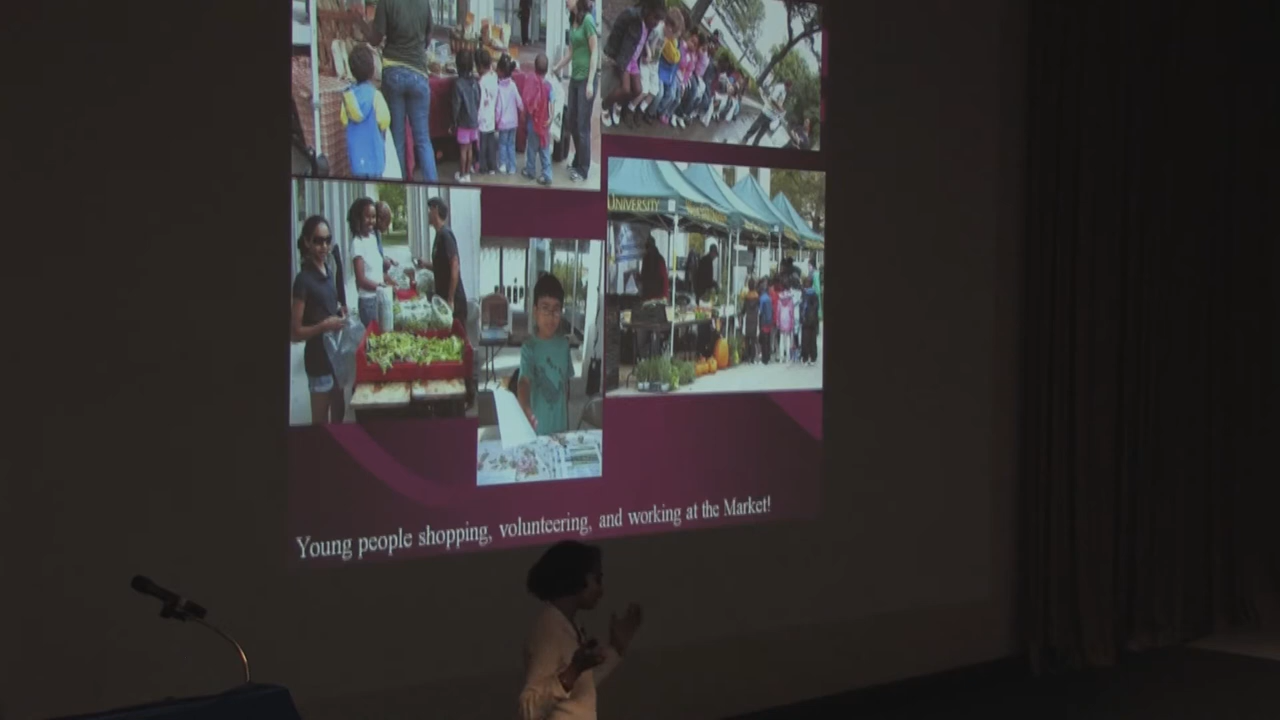 UNIVERSITY
Young people shopping, volunteering, and working at the Market!